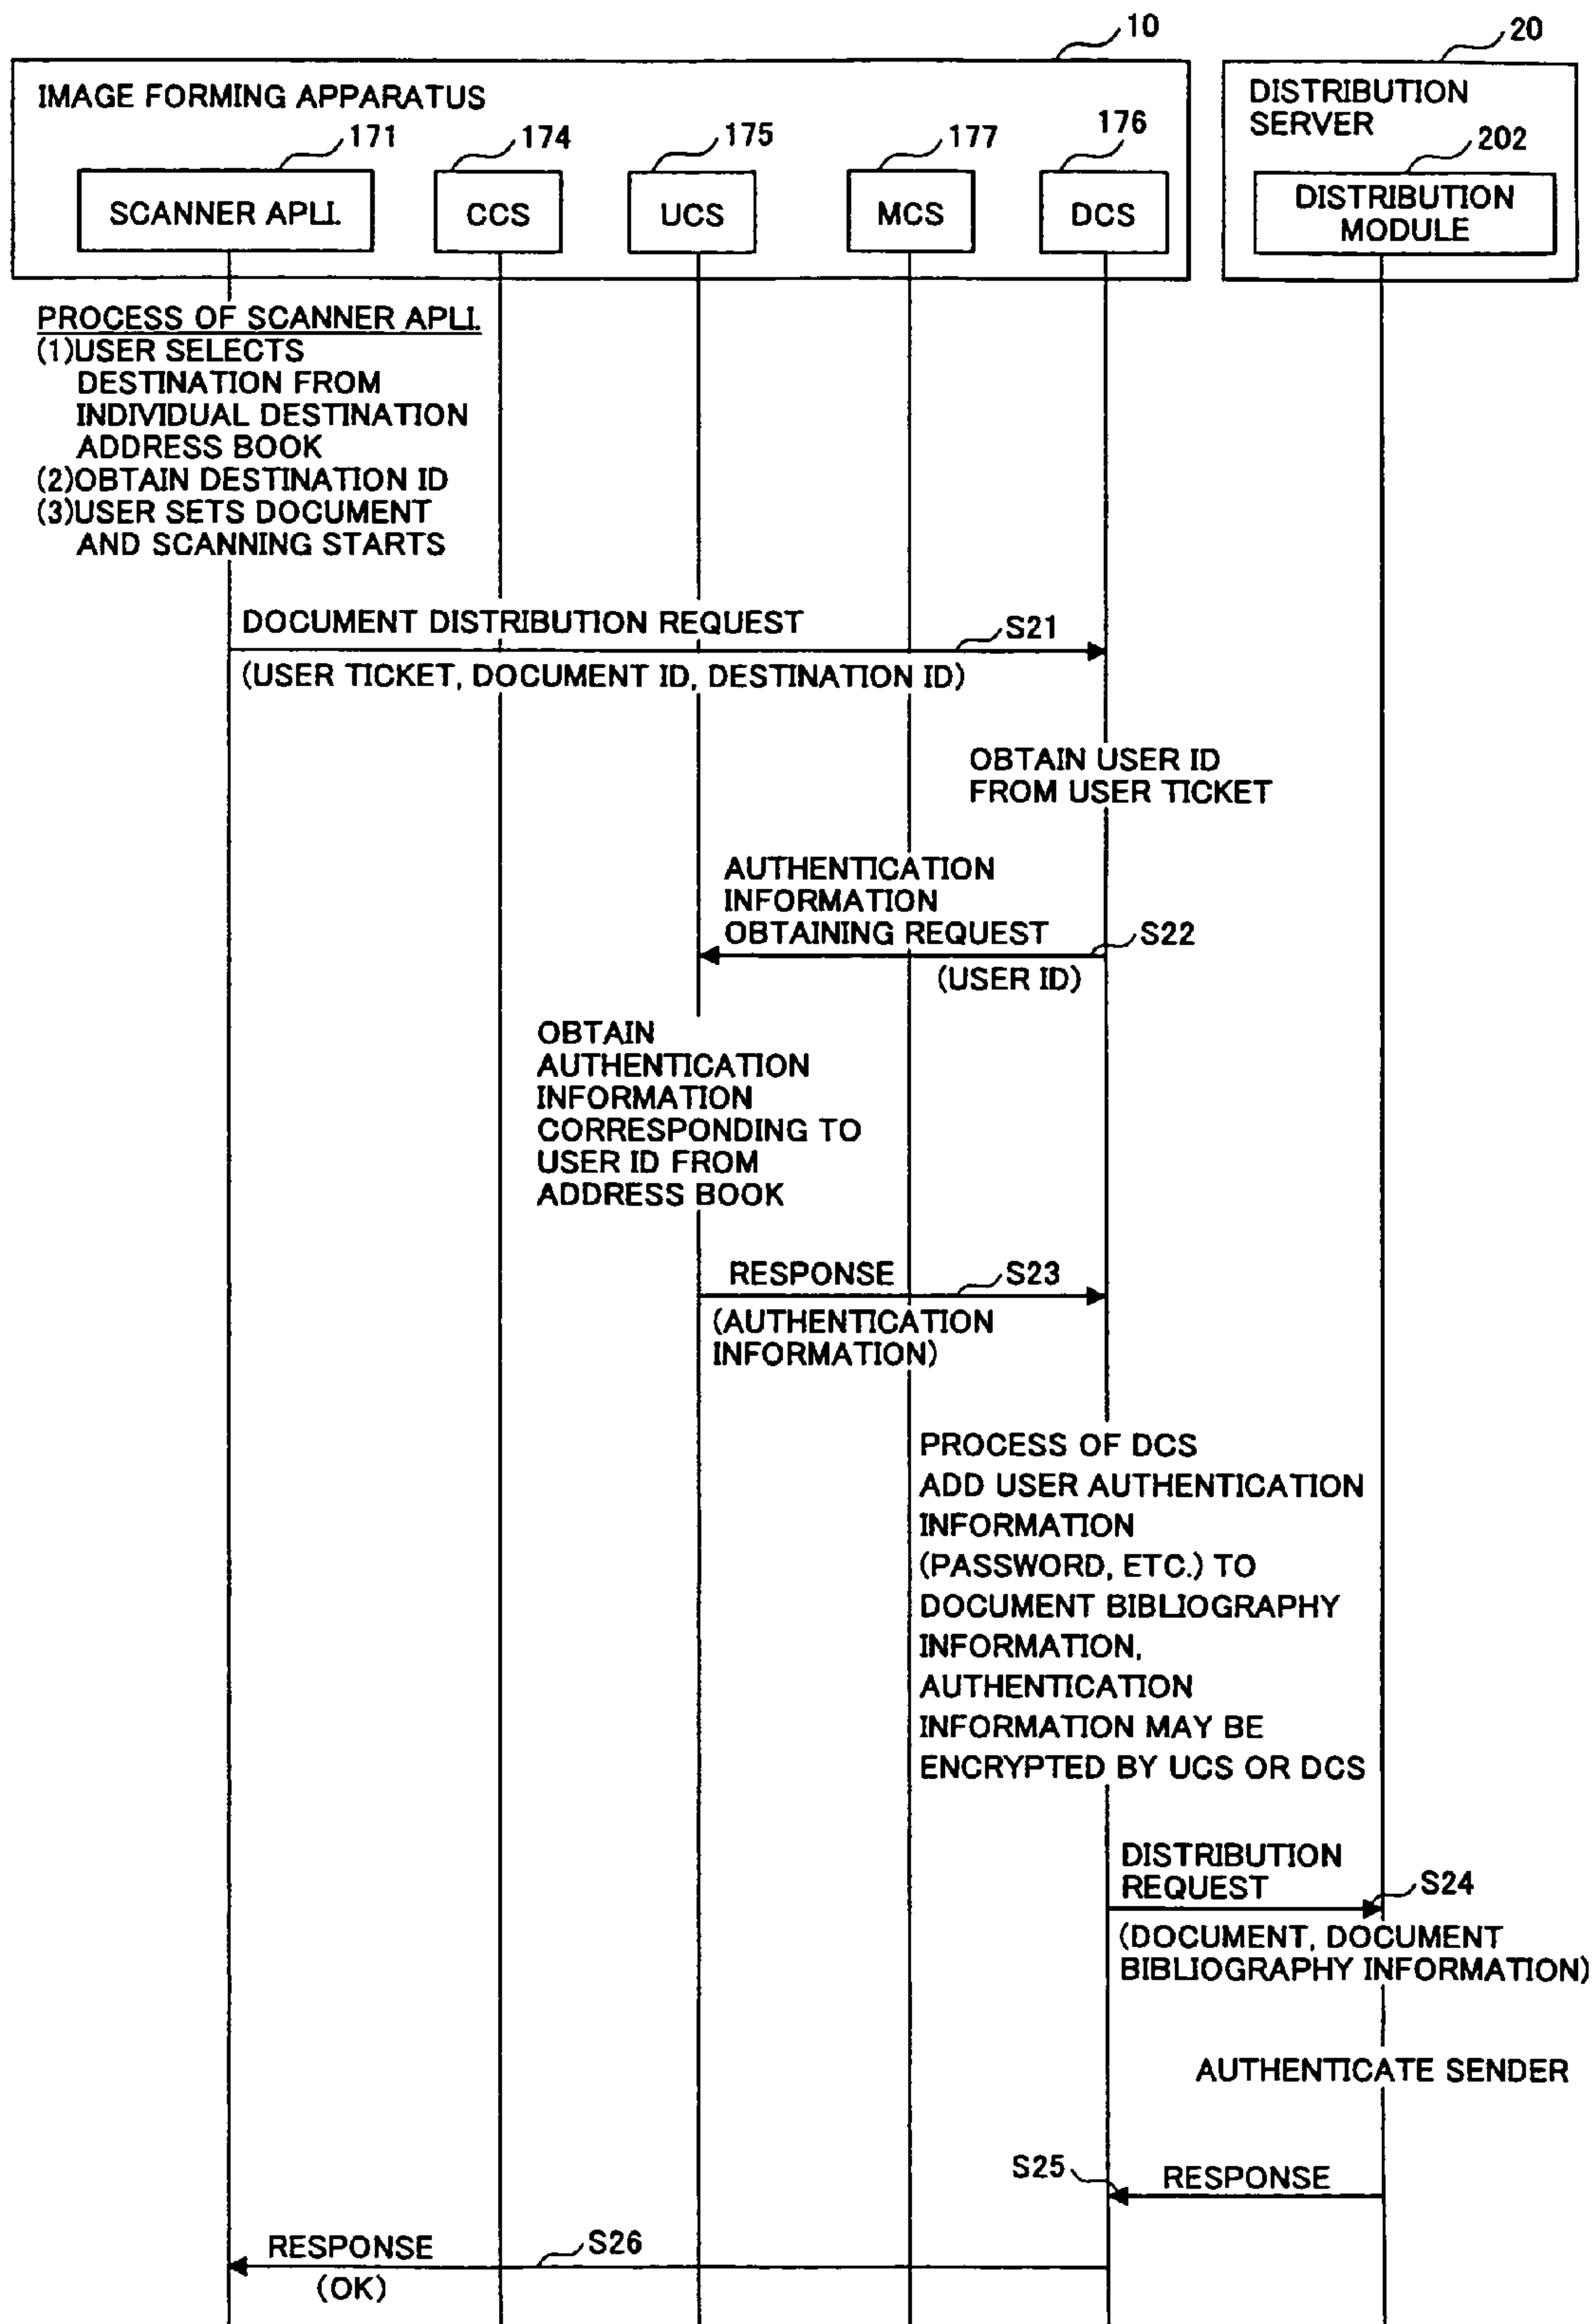 10
20
IMAGE FORMING APPARATUS
DISTRIBUTION
SERVER
171
174
175
177
176
202
SCANNER APLI.
CCS
UCS
MCS
DCS
DISTRIBUTION
MODULE
PROCESS OF SCANNER APLI.
(1)USER SELECTS
DESTINATION FROM
INDIVIDUAL DESTINATION
ADDRESS BOOK
(2)OBTAIN DESTINATION ID
(3)USER SETS DOCUMENT
AND SCANNING STARTS
DOCUMENT DISTRIBUTION REQUEST
S21
(USER TICKET, DOCUMENT ID, DESTINATION ID)
OBTAIN USER ID
FROM USER TICKET
AUTHENTICATION
INFORMATION
OBTAINING REQUEST
S22
(USER ID)
OBTAIN
AUTHENTICATION
INFORMATION
CORRESPONDING TO
USER ID FROM
ADDRESS BOOK
RESPONSE
S23
(AUTHENTICATION
INFORMATION)
PROCESS OF DCS
ADD USER AUTHENTICATION
INFORMATION
(PASSWORD, ETC.) TO
DOCUMENT BIBLIOGRAPHY
INFORMATION,
AUTHENTICATION
INFORMATION MAY BE
ENCRYPTED BY UCS OR DCS
DISTRIBUTION
REQUEST
S24
(DOCUMENT, DOCUMENT
BIBLIOGRAPHY INFORMATION)
AUTHENTICATE SENDER
S25
RESPONSE
RESPONSE
S26
(OK)